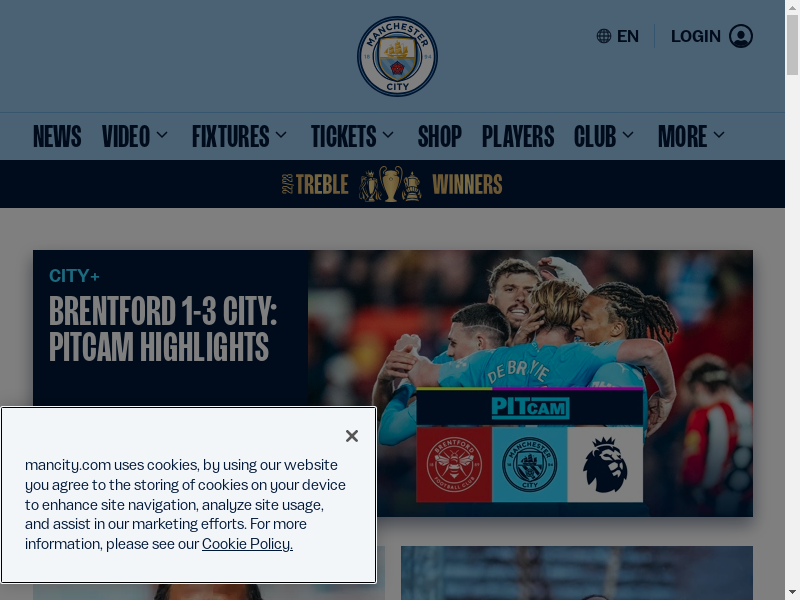 MANCHESTER
18 94
CITY
EN
LOGIN
NEWS VIDEO FIXTURES TICKETS SHOP PLAYERS CLUB MORE
22/23 TREBLE WINNERS
CITY+
BRENTFORD 1-3 CITY:
PITCAM HIGHLIGHTS
DE BRUYNE
PITCAM
BRENTFORD
FOOTBALL CLUB
MANCHESTER
CITY
mancity.com uses cookies, by using our website
you agree to the storing of cookies on your device
to enhance site navigation, analyze site usage,
and assist in our marketing efforts. For more
information, please see our Cookie Policy.